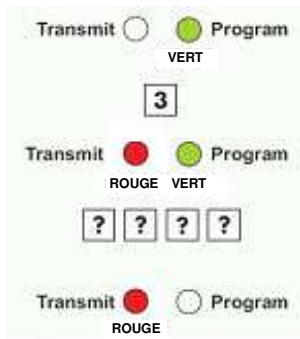 Transmit Program
VERT
3
Transmit Program
ROUGE VERT
? ? ? ?
Transmit Program
ROUGE